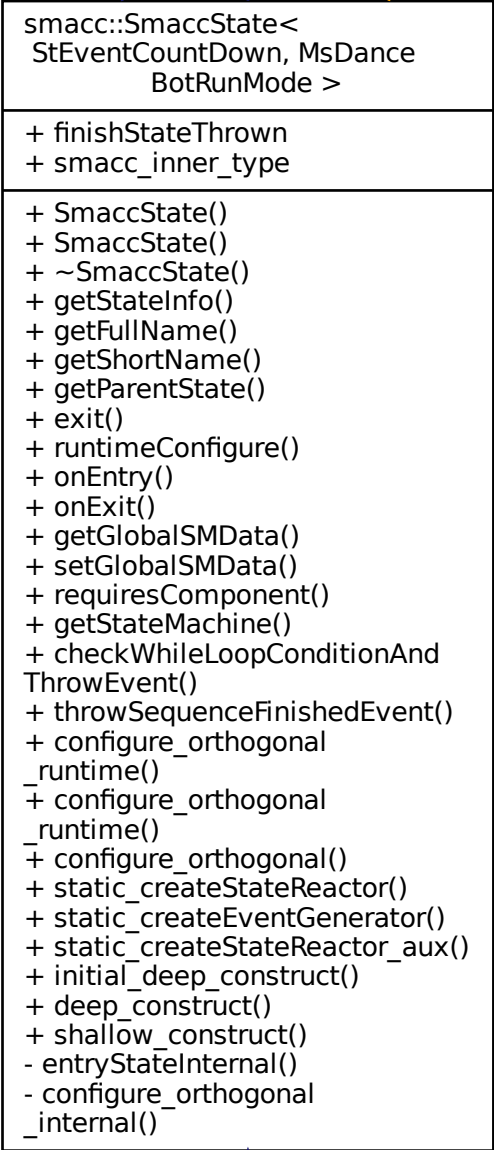 smacc::SmaccState<
StEventCountDown, MsDance
BotRunMode >
+ finishStateThrown
+ smacc_inner_type
+ SmaccState()
+ SmaccState()
+ ~SmaccState()
+ getStateInfo()
+ getFullName()
+ getShortName()
+ getParentState()
+ exit()
+ runtimeConfigure()
+ onEntry()
+ onExit()
+ getGlobalSMData()
+ setGlobalSMData()
+ requiresComponent()
+ getStateMachine()
+ checkWhileLoopConditionAnd
ThrowEvent()
+ throwSequenceFinishedEvent()
+ configure_orthogonal
_runtime()
+ configure_orthogonal
_runtime()
+ configure_orthogonal()
+ static_createStateReactor()
+ static_createEventGenerator()
+ static_createStateReactor_aux()
+ initial_deep_construct()
+ deep_construct()
+ shallow_construct()
- entryStateInternal()
- configure_orthogonal
_internal()